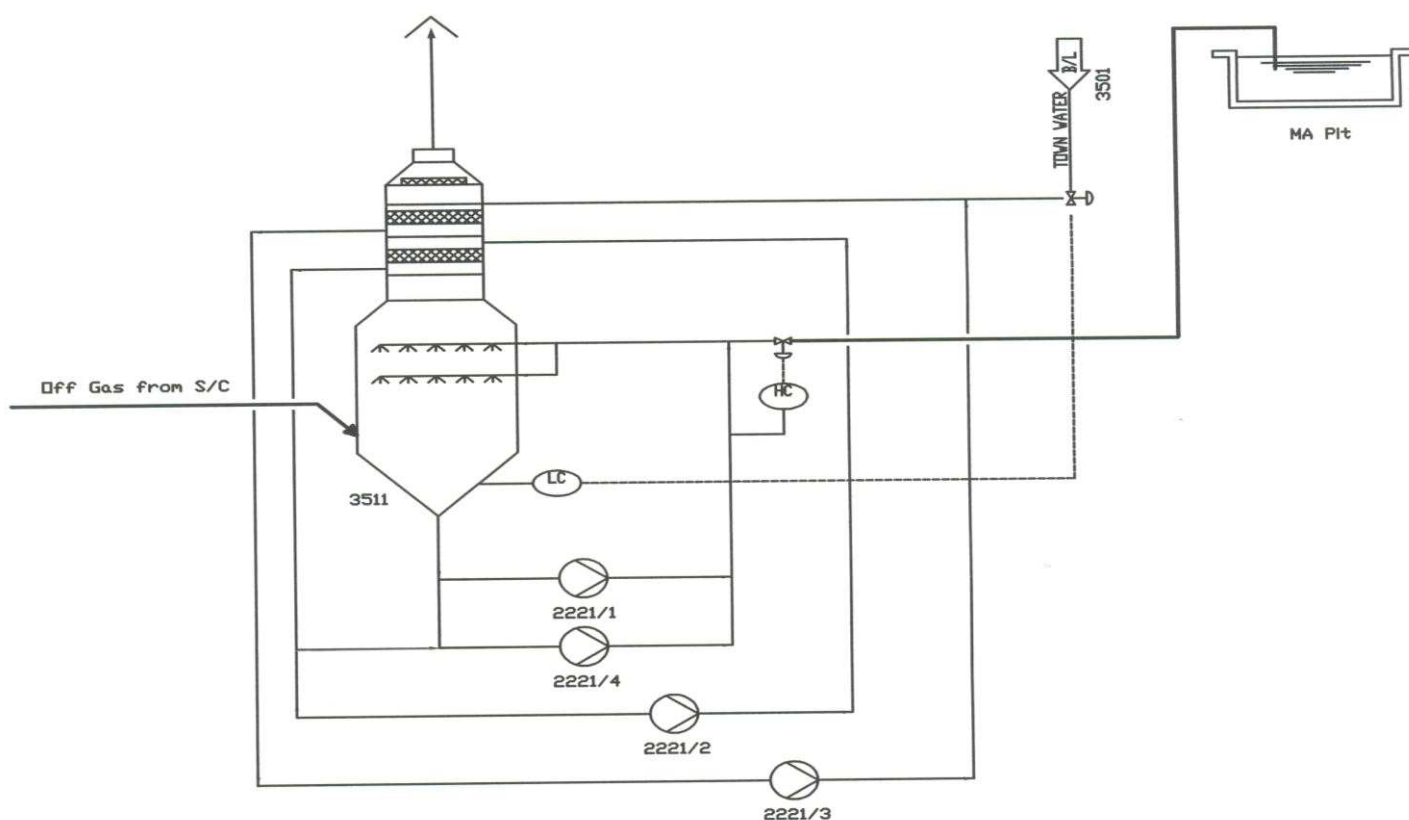 B/L
3501
TOWN WATER
MA Pit
Off Gas from S/C
HC
LC
3511
2221/1
2221/4
2221/2
2221/3